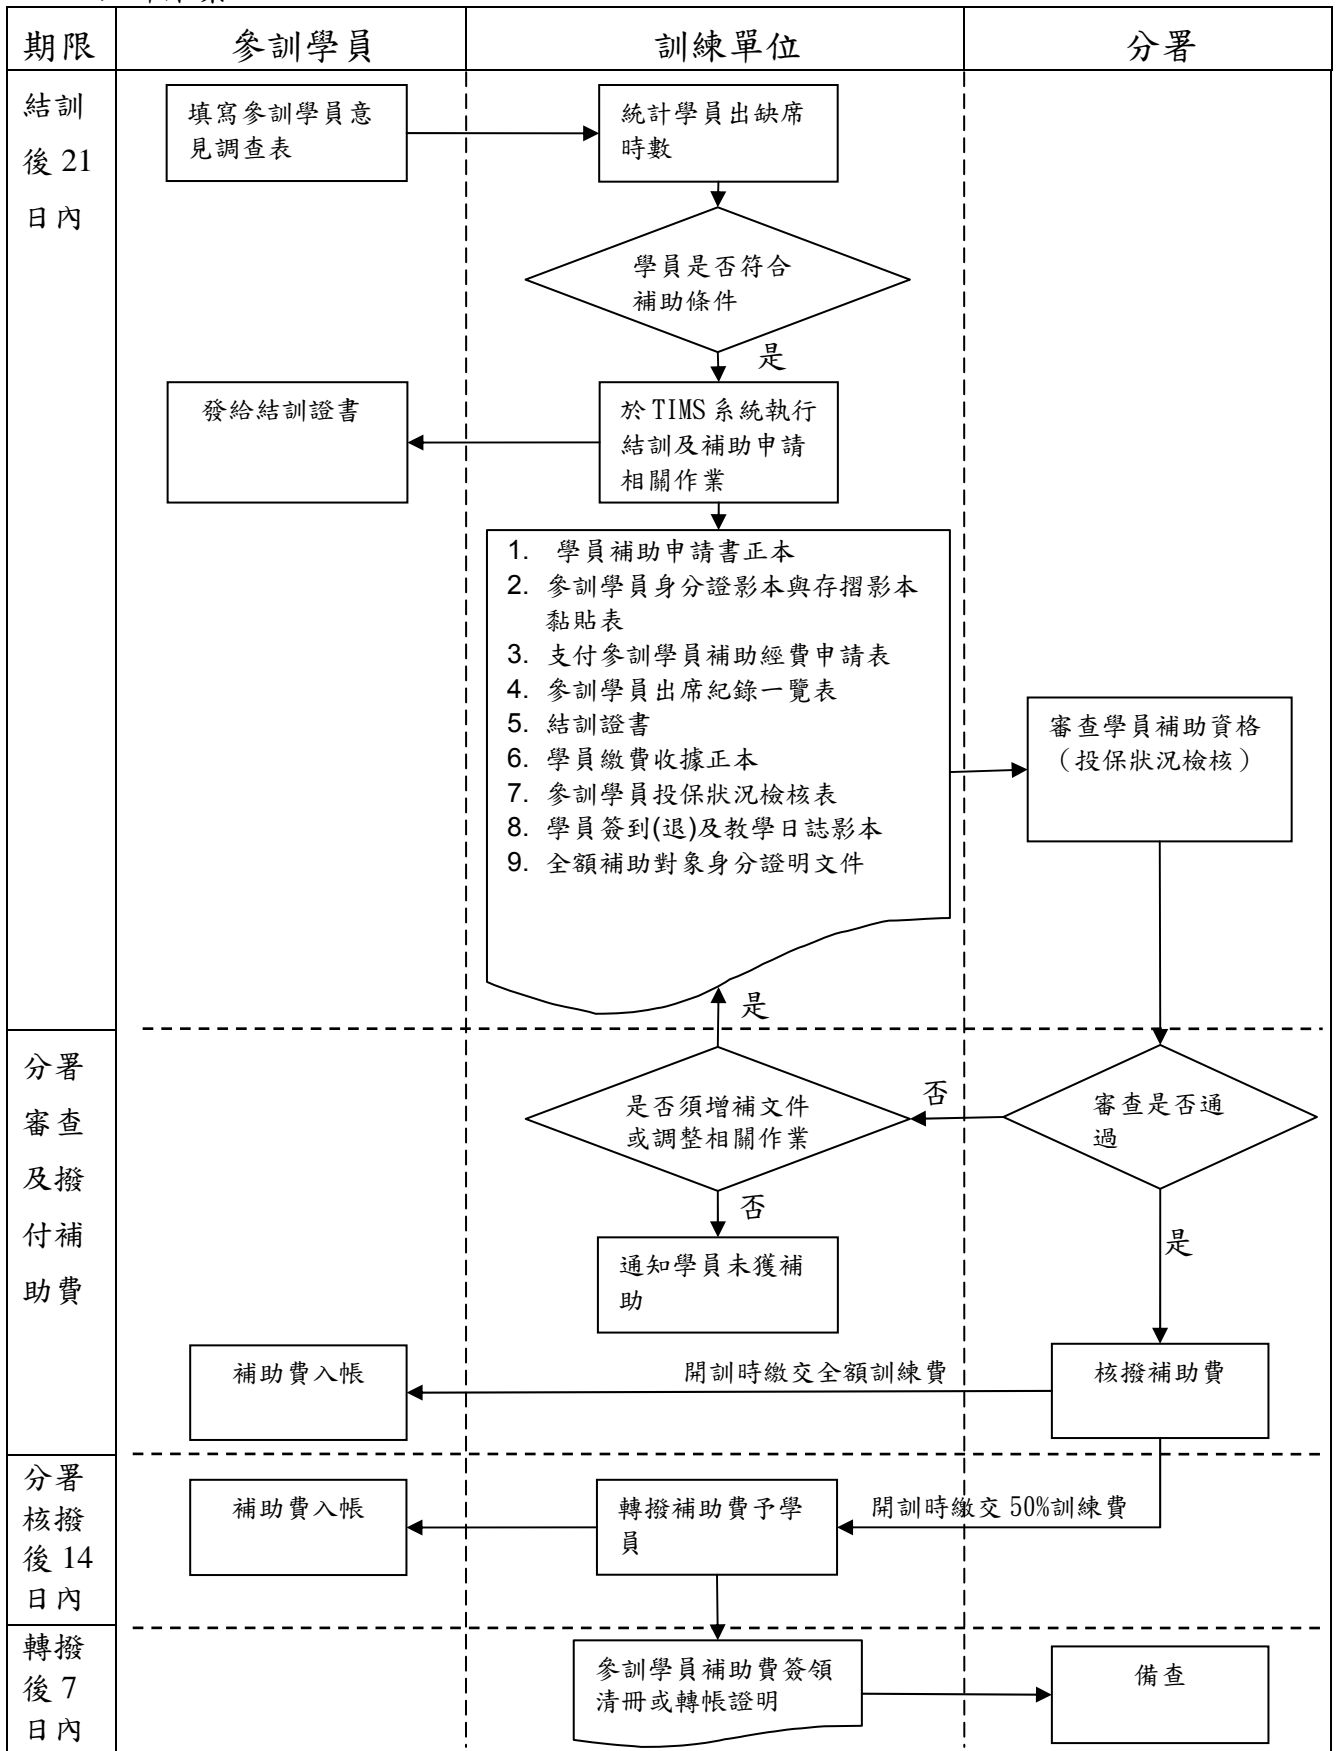 期限
參訓學員
訓練單位
分署
結訓
後 21
日內
填寫參訓學員意
見調查表
統計學員出缺席
時數
學員是否符合
補助條件
是
發給結訓證書
於 TIMS 系統執行
結訓及補助申請
相關作業
1. 學員補助申請書正本
2. 參訓學員身分證影本與存摺影本
黏貼表
3. 支付參訓學員補助經費申請表
4. 參訓學員出席紀錄一覽表
5. 結訓證書
6. 學員繳費收據正本
7. 參訓學員投保狀況檢核表
8. 學員簽到(退)及教學日誌影本
9. 全額補助對象身分證明文件
審查學員補助資格
（投保狀況檢核）
是
分署
審查
及撥
付補
助費
是否須增補文件
或調整相關作業
否
審查是否通
過
否
是
通知學員未獲補
助
補助費入帳
開訓時繳交全額訓練費
核撥補助費
分署
核撥
後 14
日內
補助費入帳
轉撥補助費予學
員
開訓時繳交 50%訓練費
轉撥
後 7
日內
參訓學員補助費簽領
清冊或轉帳證明
備查